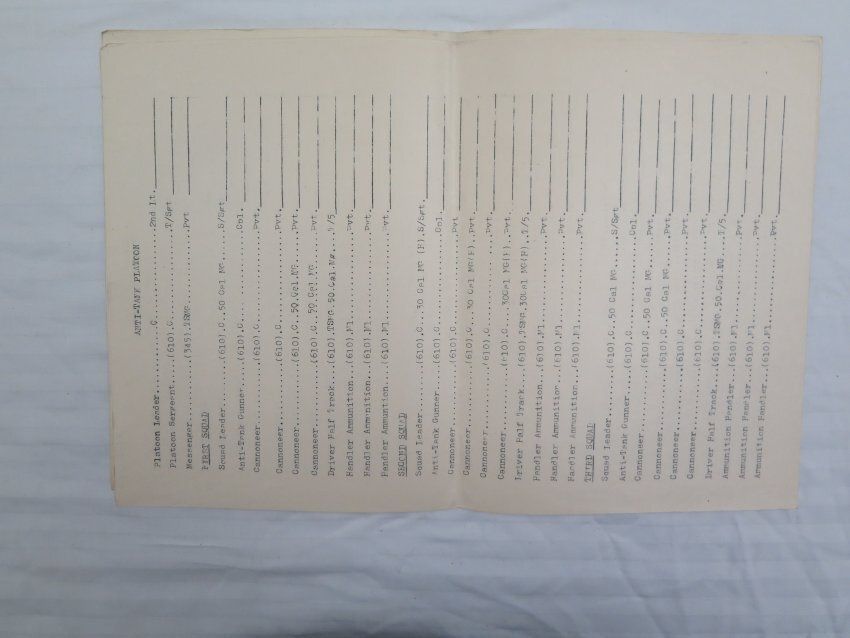 ANTI-TANK PLATOON
Platoon Leader............C...............2nd Lt.
Platoon Sergeant....(610).C...............T/Sgt
Messenger........(345).TSMG...............Pvt
FIRST SQUAD
Squad Leader.......(610).C..50 Cal MG.....S/Sgt
Anti-Tank Gunner...(610).C................Cpl.
Cannoneer..........(610).C................Pvt.
Cannoneer..........(610).C................Pvt.
Cannoneer..........(610).C..50.Cal.MG.....Pvt.
Cannoneer..........(610).C..50 Cal MG.....Pvt.
Driver Half Track..(610).TSMG.50.Cal.MG...T/5.
Handler Ammunition.(610).M1...............Pvt.
Handler Ammunition.(610).M1...............Pvt.
Handler Ammuntion..(610).M1...............Pvt.
SECOND SQUAD
Squad Leader.......(610).C...30 Cal MG (F).S/Sgt.
Anti-Tank Gunner...(610).C................Cpl.
Cannoneer..........(610).C................Pvt
Cannoneer..........(610).C...30 Cal MG(F)..Pvt.
Cannoneer..........(610).C................Pvt.
Cannoneer..........(610).C...30Cal MG(F)..Pvt
Driver Half Track..(610).TSMG.30Cal MG(F)..T/5.
Handler Ammunition.(610).M1...............Pvt.
Handler Ammunition.(610).M1...............Pvt.
Handler Ammunition.(610).M1...............Pvt.
THIRD SQUAD
Squad Leader.......(610).C..50 Cal MG.....S/Sgt
Anti-Tank Gunner...(610).C................Cpl
Cannoneer..........(610).C..50 Cal MG.....Pvt.
Cannoneer..........(610).C..50 Cal MG.....Pvt
Cannoneer..........(610).C................Pvt.
Cannoneer..........(610).C................Pvt.
Driver Half Track..(610).TSMG.50.Cal.MG...T/5.
Ammunition Handler.(610).M1...............Pvt.
Ammunition Handler.(610).M1...............Pvt.
Ammunition Handler.(610).M1...............Pvt.